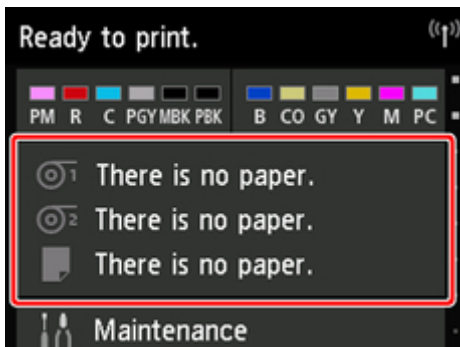 Ready to print.
PM R C PGY MBK PBK B CO GY Y M PC
1 There is no paper.
2 There is no paper.
There is no paper.
Maintenance